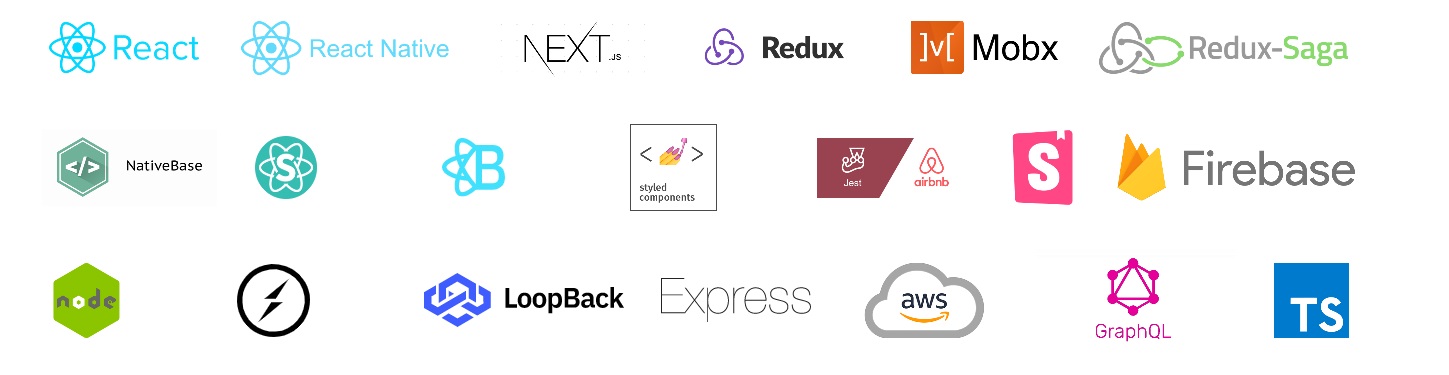 React
React Native
NEXT.JS
Redux
]v[ Mobx
Redux-Saga
</>
NativeBase
S
B
< >
styled
components
Jest
airbnb
S
Firebase
node
LoopBack
Express
aws
GraphQL
TS